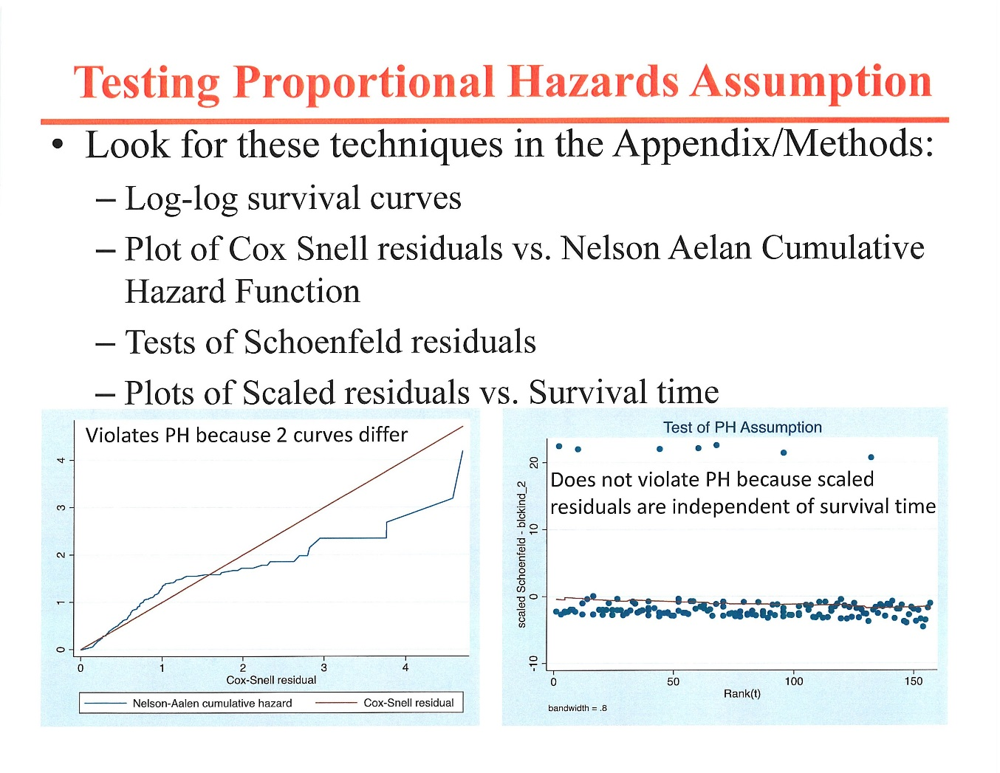 Testing Proportional Hazards Assumption
• Look for these techniques in the Appendix/Methods:
– Log-log survival curves
– Plot of Cox Snell residuals vs. Nelson Aelan Cumulative
Hazard Function
– Tests of Schoenfeld residuals
– Plots of Scaled residuals vs. Survival time
Violates PH because 2 curves differ
4
3
2
1
0
0 1 2 3 4
Cox-Snell residual
Nelson-Aalen cumulative hazard Cox-Snell residual
Test of PH Assumption
Does not violate PH because scaled
residuals are independent of survival time
scaled Schoenfeld - blckind_2
20
10
0
-10
0 50 100 150
Rank(t)
bandwidth = .8